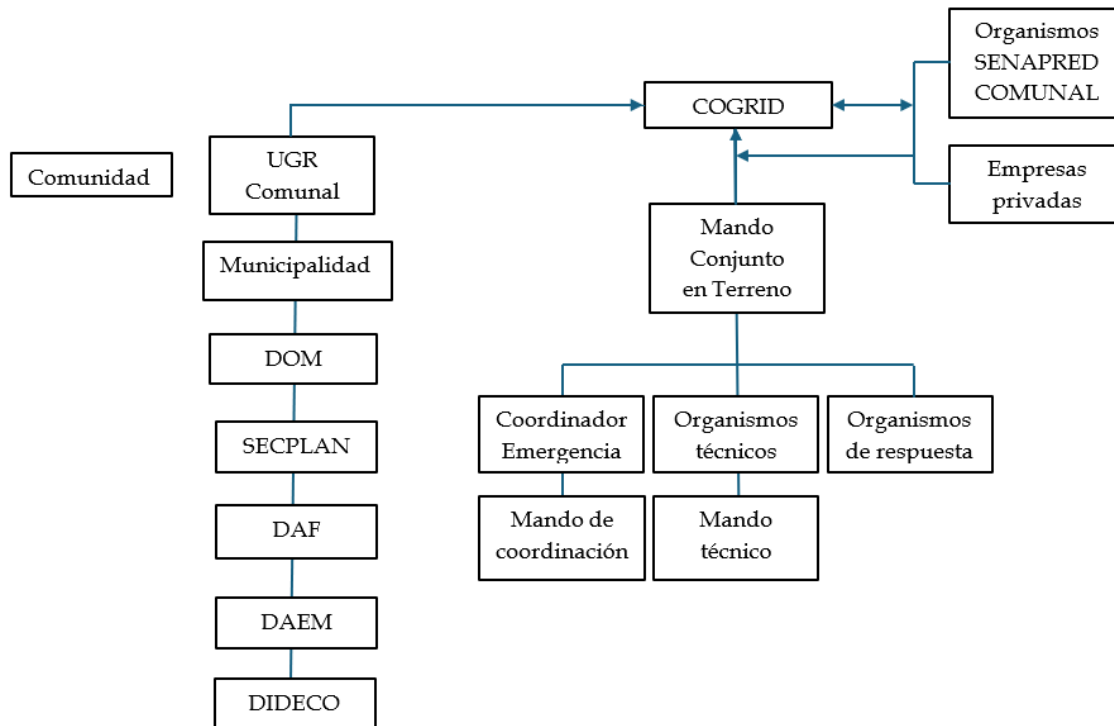 Organismos
SENAPRED
COMUNAL
COGRID
UGR
Comunal
Comunidad
Empresas
privadas
Mando
Conjunto
en Terreno
Municipalidad
DOM
Coordinador
Emergencia
Organismos
técnicos
Organismos
de respuesta
SECPLAN
Mando de
coordinación
Mando
técnico
DAF
DAEM
DIDECO